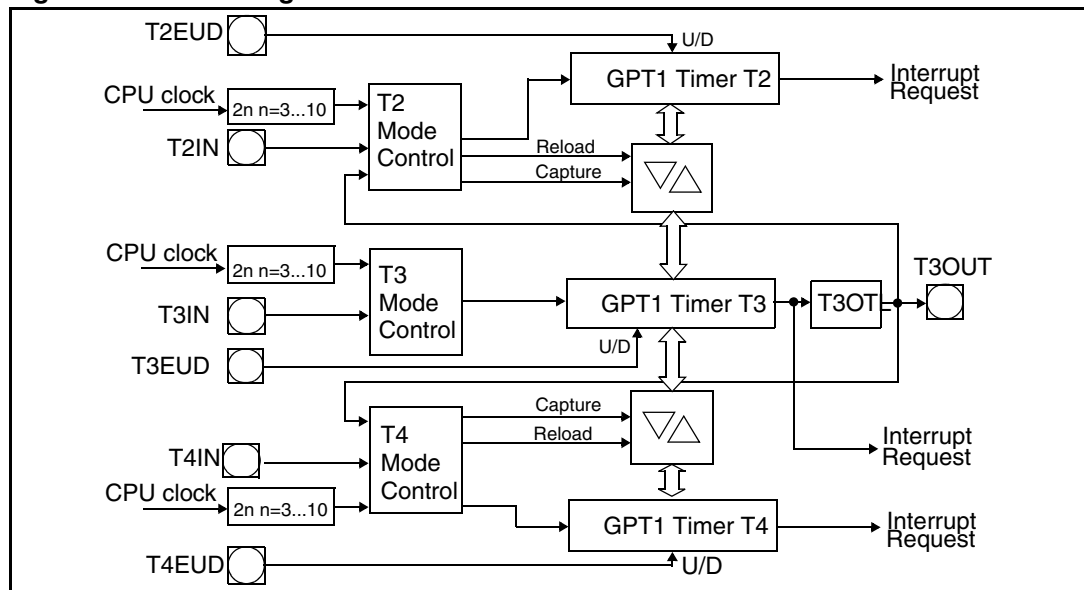 T2EUD
U/D
GPT1 Timer T2
Interrupt
Request
CPU clock
2n n=3...10
T2
Mode
Control
T2IN
Reload
Capture
CPU clock
2n n=3...10
T3
Mode
Control
T3IN
GPT1 Timer T3
T3OTL
T3OUT
U/D
T3EUD
Capture
Reload
T4
Mode
Control
T4IN
Interrupt
Request
CPU clock
2n n=3...10
GPT1 Timer T4
Interrupt
Request
T4EUD
U/D